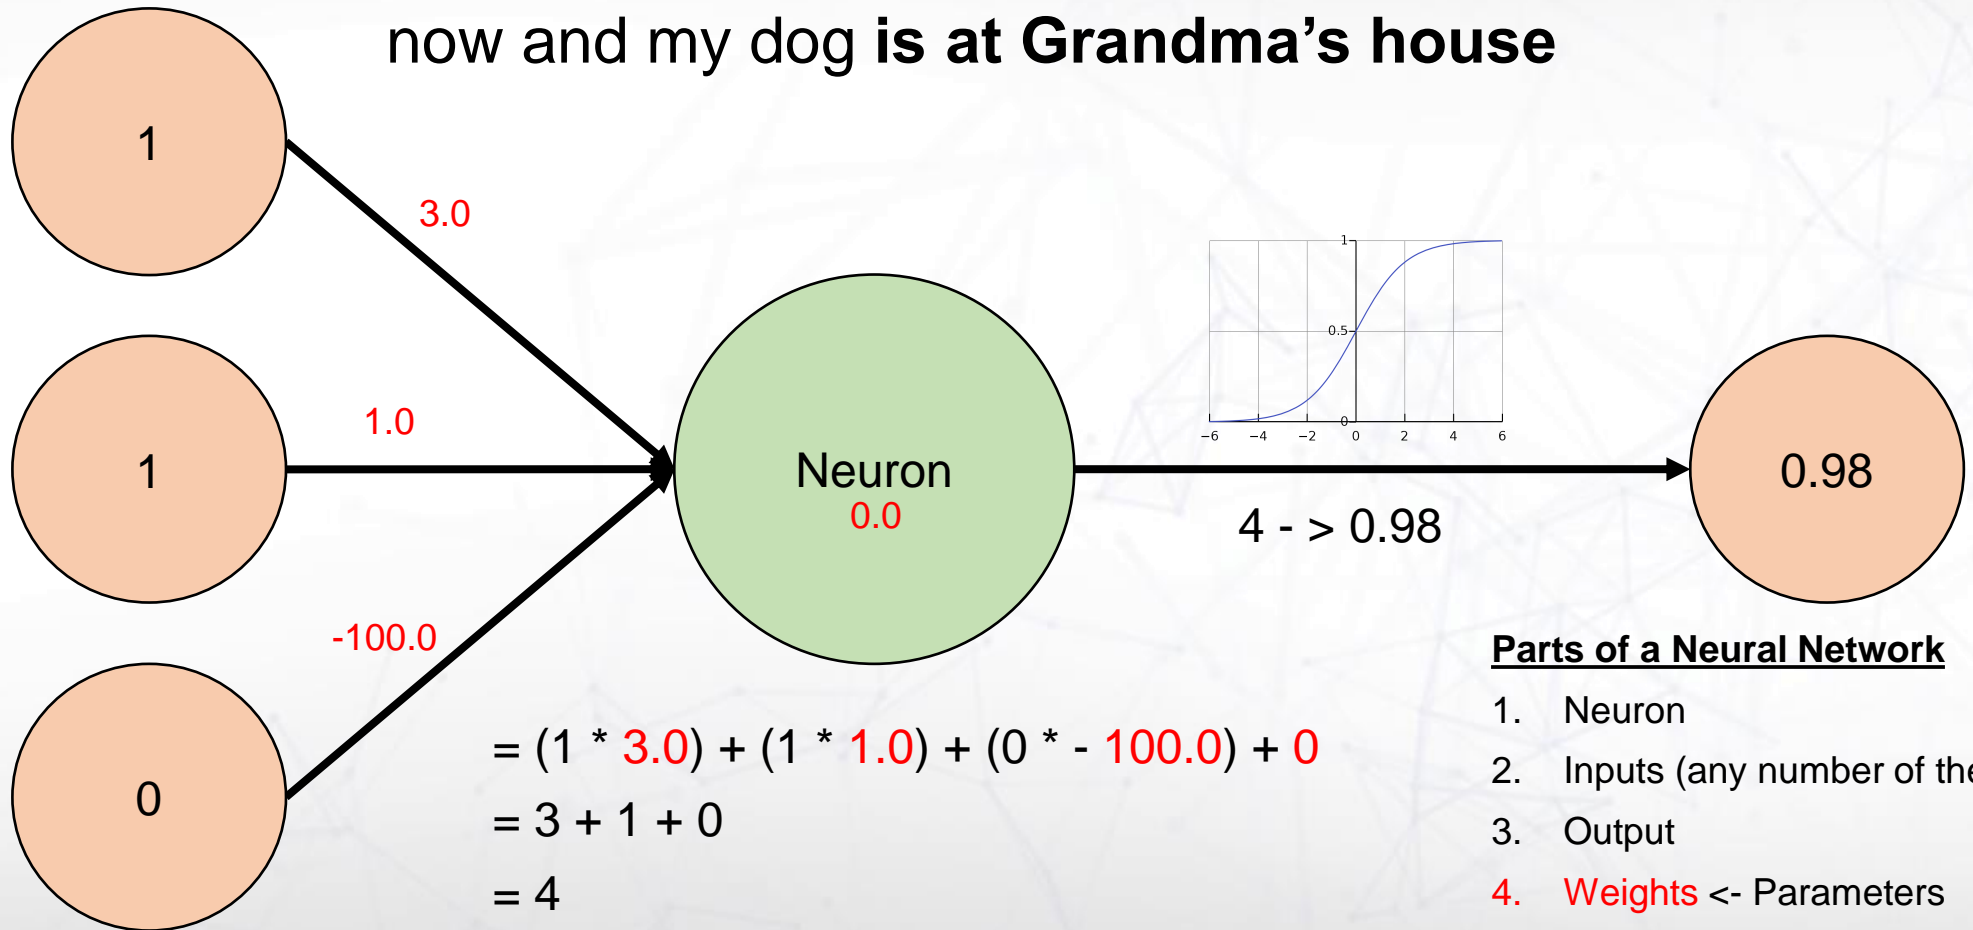 now and my dog is at Grandma’s house
1
3.0
1
0.5
0
−6 −4 −2 0 2 4 6
1.0
1
Neuron
0.0
0.98
4 - > 0.98
-100.0
0
= (1 * 3.0) + (1 * 1.0) + (0 * - 100.0) + 0
= 3 + 1 + 0
= 4
Parts of a Neural Network
1. Neuron
2. Inputs (any number of the
3. Output
4. Weights <- Parameters